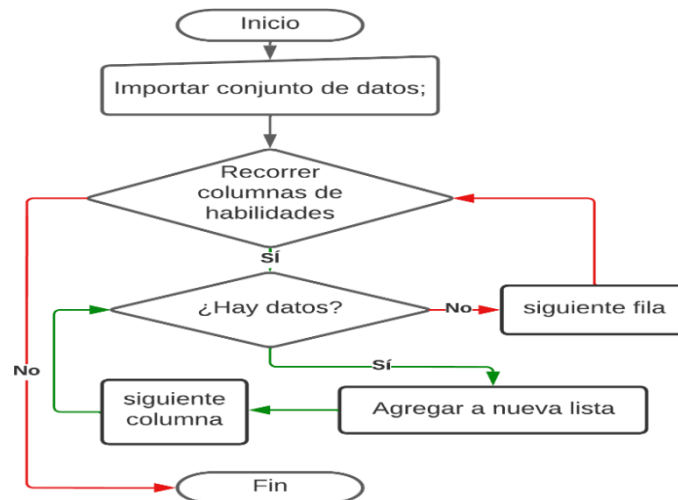 Inicio
Importar conjunto de datos;
Recorrer
columnas de
habilidades
SÍ
¿Hay datos?
No
siguiente fila
No
Sí
siguiente
columna
Agregar a nueva lista
Fin